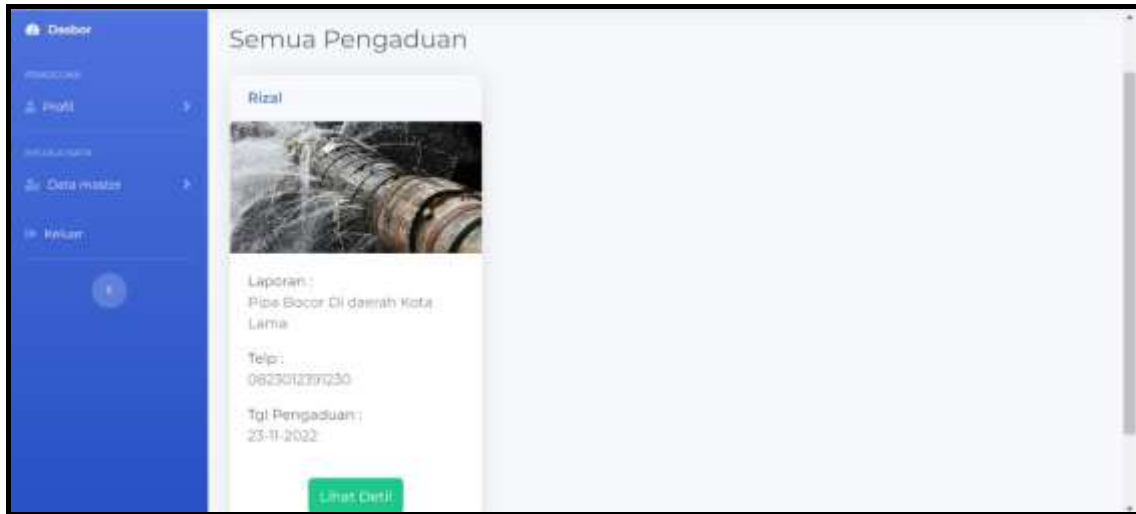 Dasbor
Profil
Data master
Keluar
Semua Pengaduan
Rizal
Laporan :
Pipa Bocor Di daerah Kota
Lama
Telp :
Tgl Pengaduan :
23-11-2022
Lihat Detil